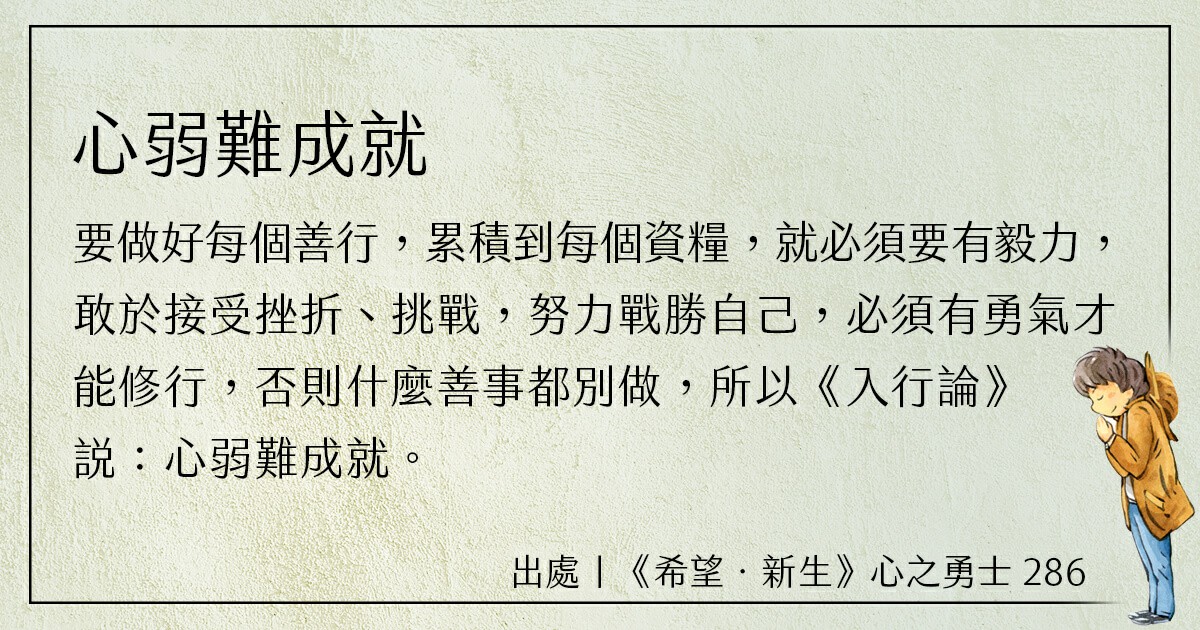 心弱難成就
要做好每個善行，累積到每個資糧，就必須要有毅力，
敢於接受挫折、挑戰，努力戰勝自己，必須有勇氣才
能修行，否則什麼善事都別做，所以《入行論》
説：心弱難成就。
出處｜《希望．新生》心之勇士 286